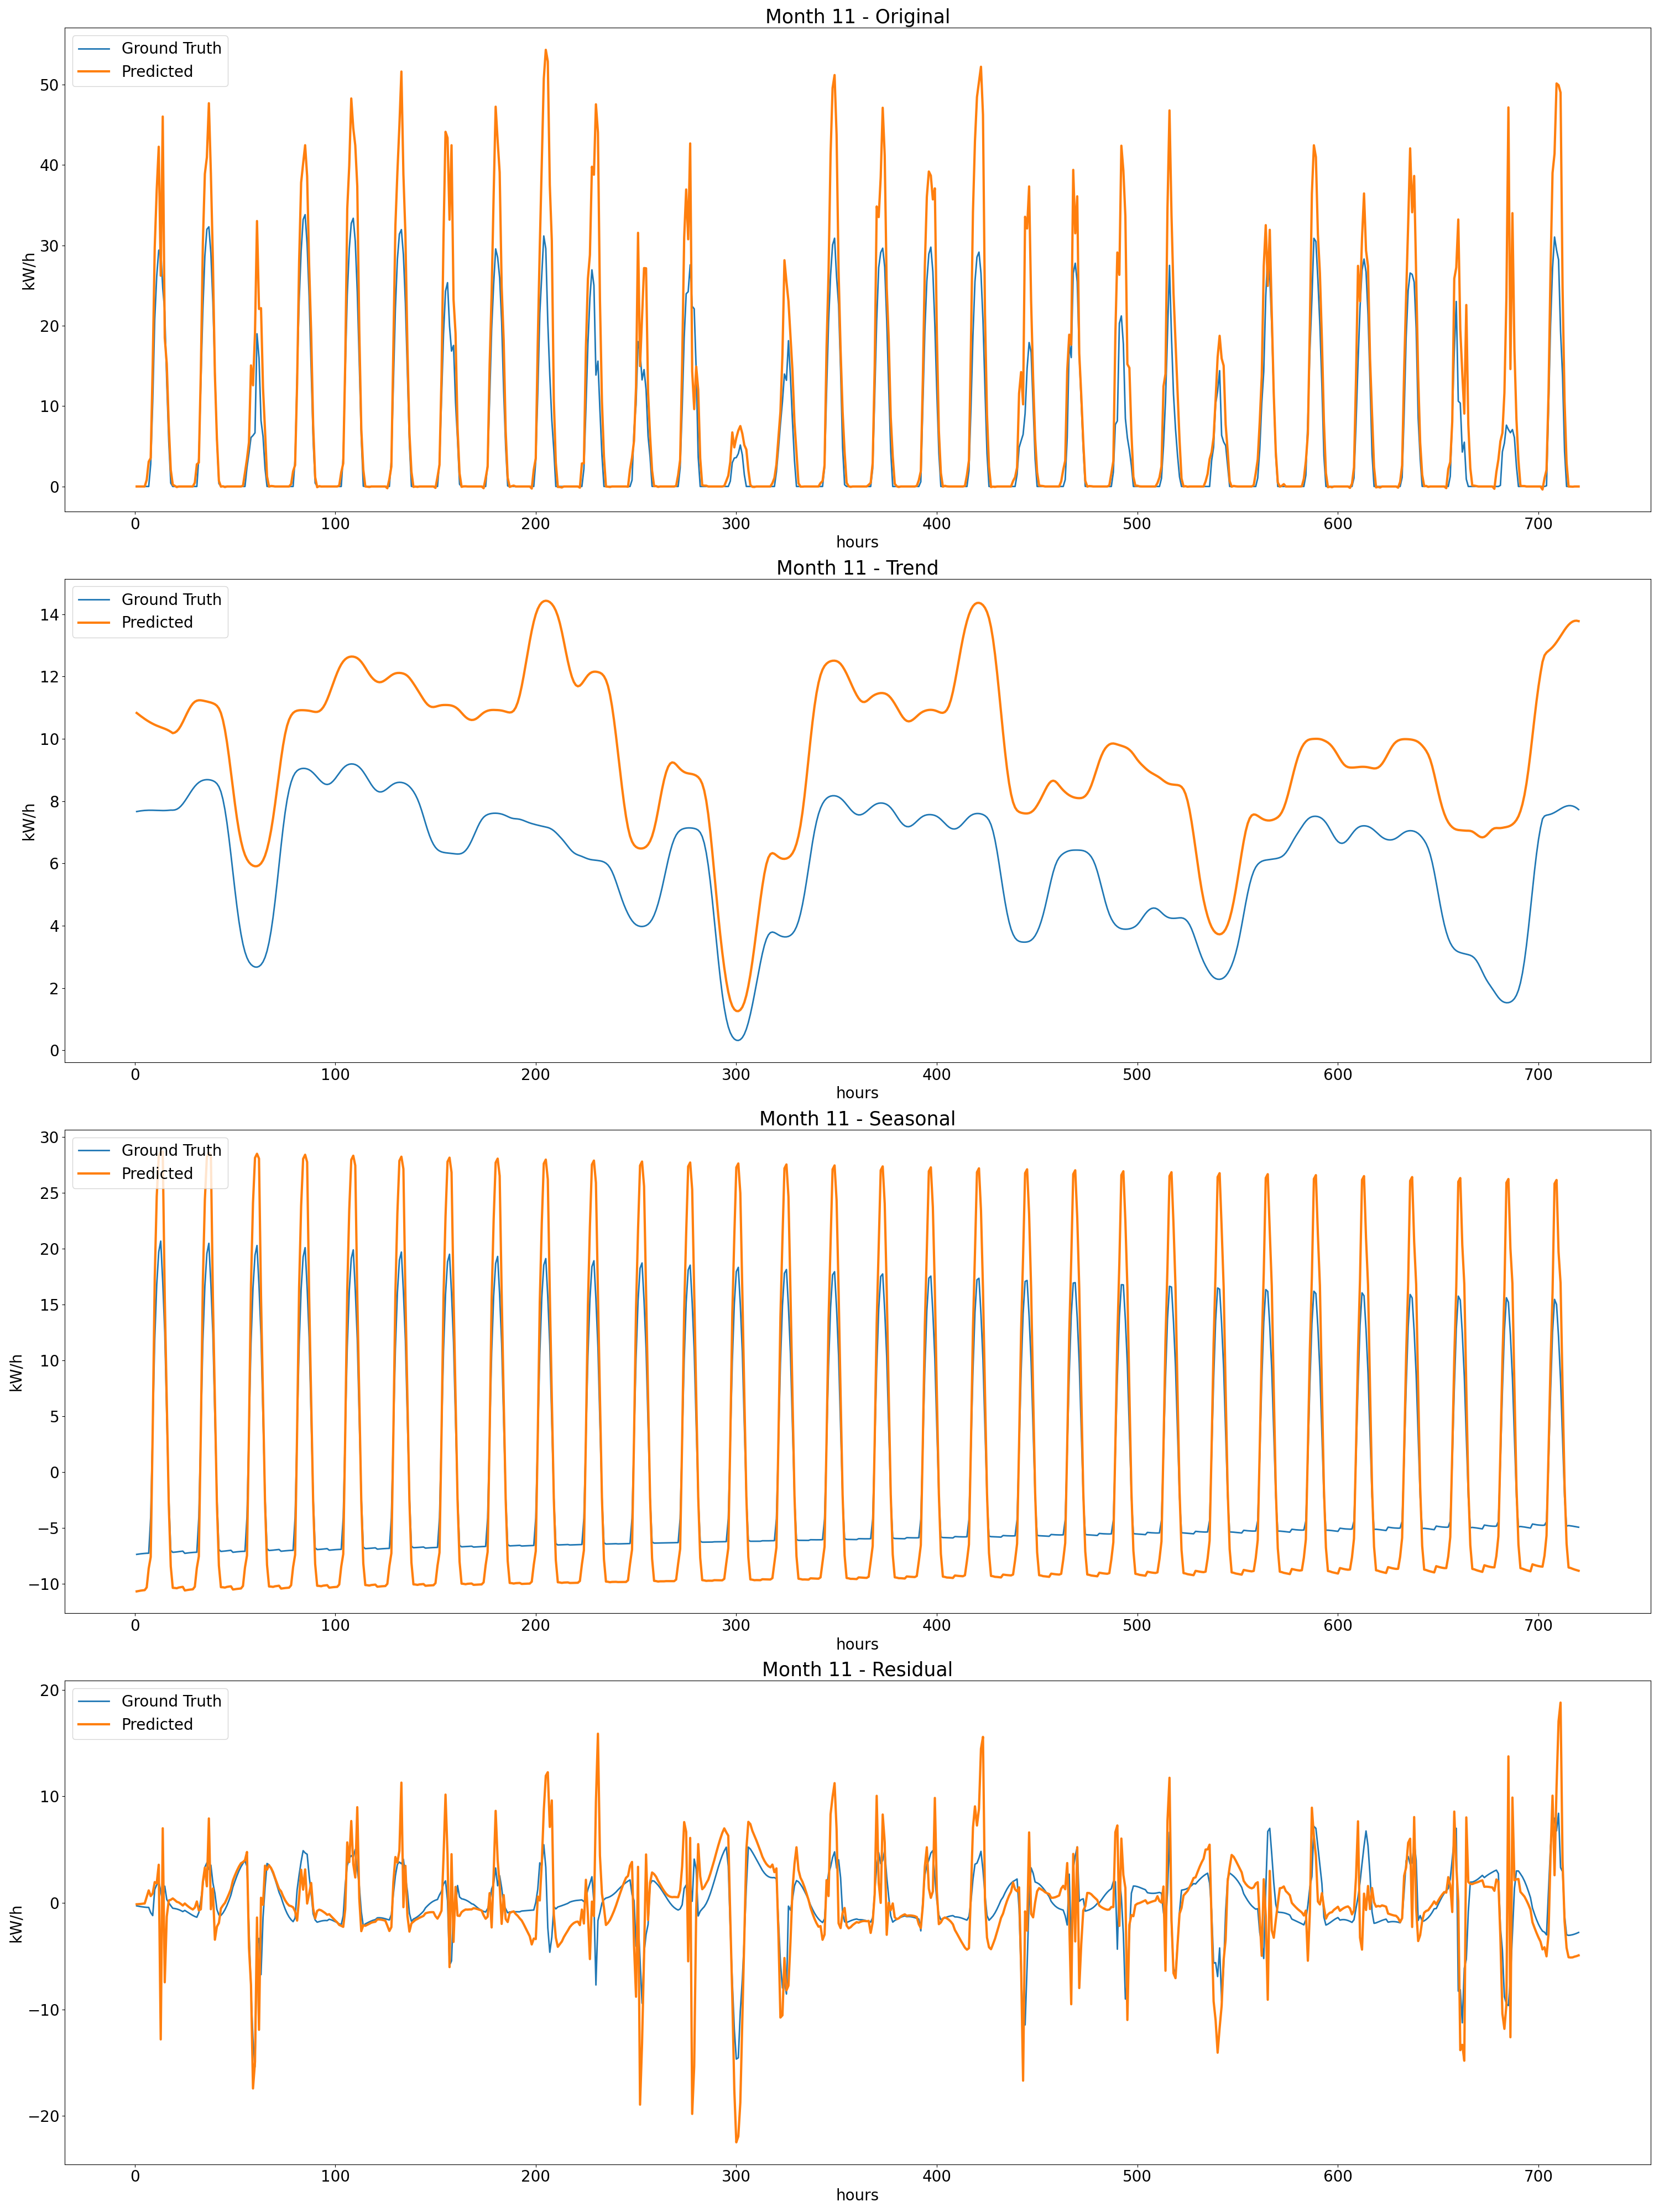 Month 11 - Original
Ground Truth
Predicted
kW/h
50
40
30
20
10
0
0 100 200 300 400 500 600 700
hours
Month 11 - Trend
Ground Truth
Predicted
kW/h
14
12
10
8
6
4
2
0
0 100 200 300 400 500 600 700
hours
Month 11 - Seasonal
Ground Truth
Predicted
kW/h
30
25
20
15
10
5
0
−5
−10
0 100 200 300 400 500 600 700
hours
Month 11 - Residual
Ground Truth
Predicted
kW/h
20
10
0
−10
−20
0 100 200 300 400 500 600 700
hours